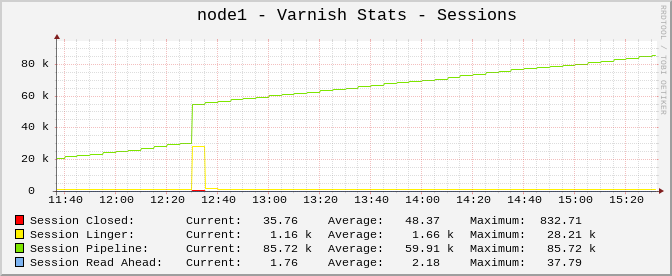 node1 - Varnish Stats - Sessions
RRDTOOL / TOBI OETIKER
80 k
60 k
40 k
20 k
0
11:40 12:00 12:20 12:40 13:00 13:20 13:40 14:00 14:20 14:40 15:00 15:20
Session Closed: Current: 35.76 Average: 48.37 Maximum: 832.71
Session Linger: Current: 1.16 k Average: 1.66 k Maximum: 28.21 k
Session Pipeline: Current: 85.72 k Average: 59.91 k Maximum: 85.72 k
Session Read Ahead: Current: 1.76 Average: 2.18 Maximum: 37.79